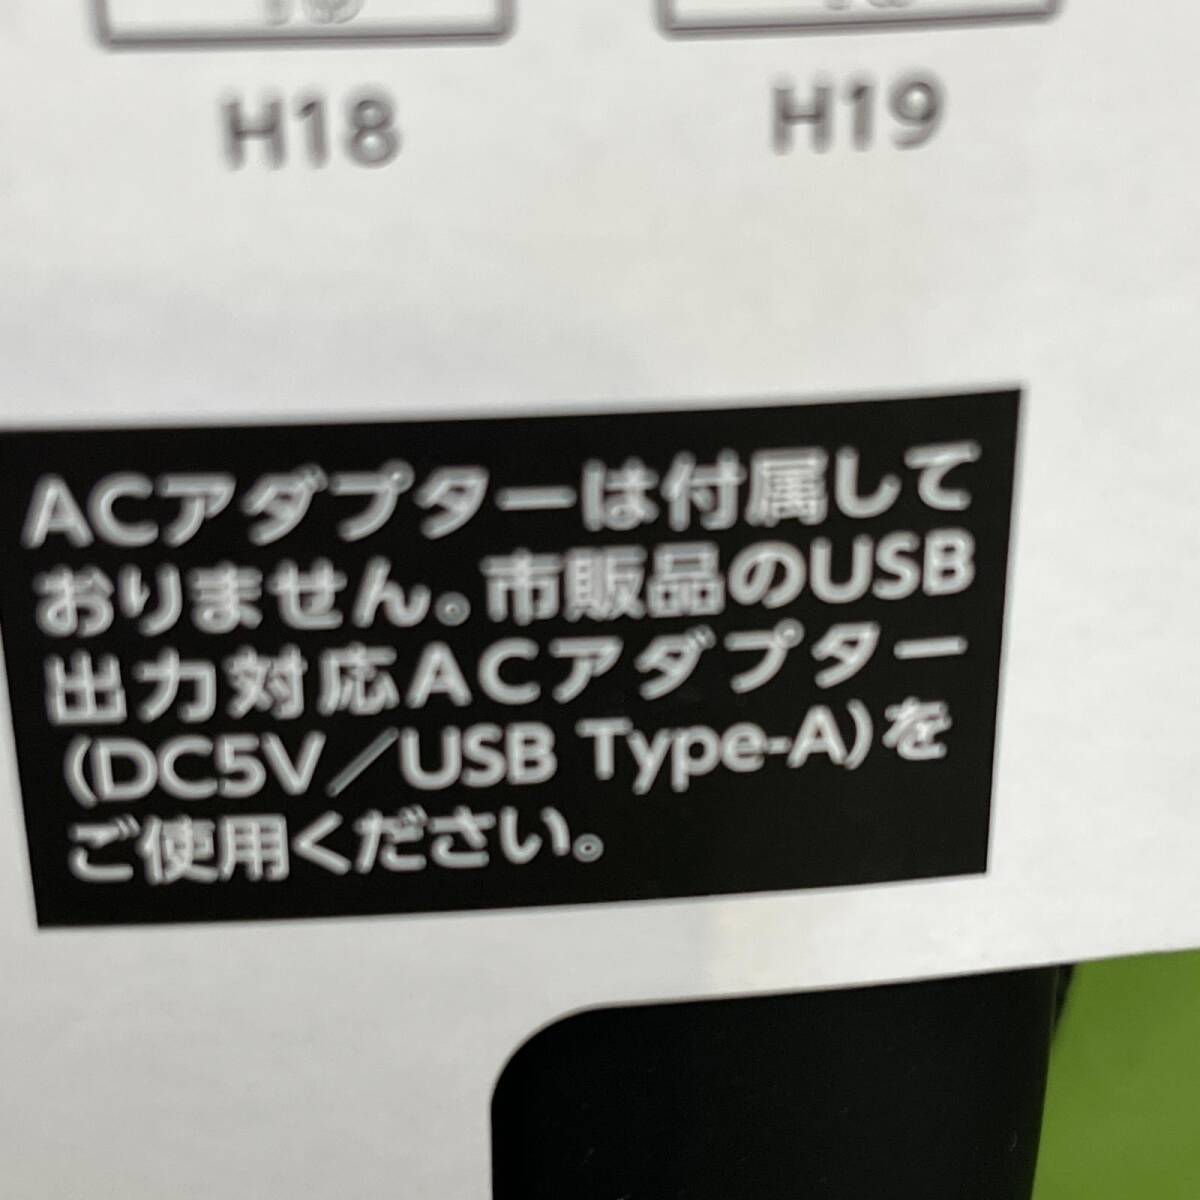 H18
H19
ACアダプターは付属して
おりません。市販品のUSB
出力対応ACアダプター
(DC5V／USB Type-A)を
ご使用ください。